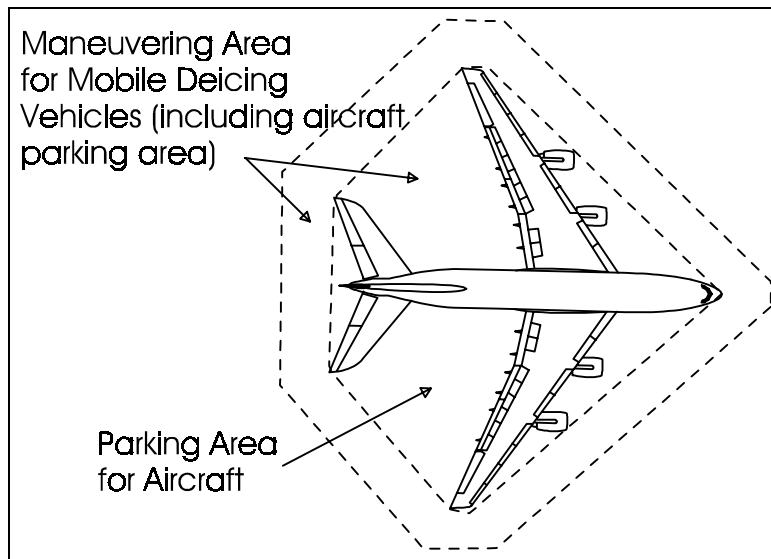 Maneuvering Area
for Mobile Deicing
Vehicles (including aircraft
parking area)
Parking Area
for Aircraft